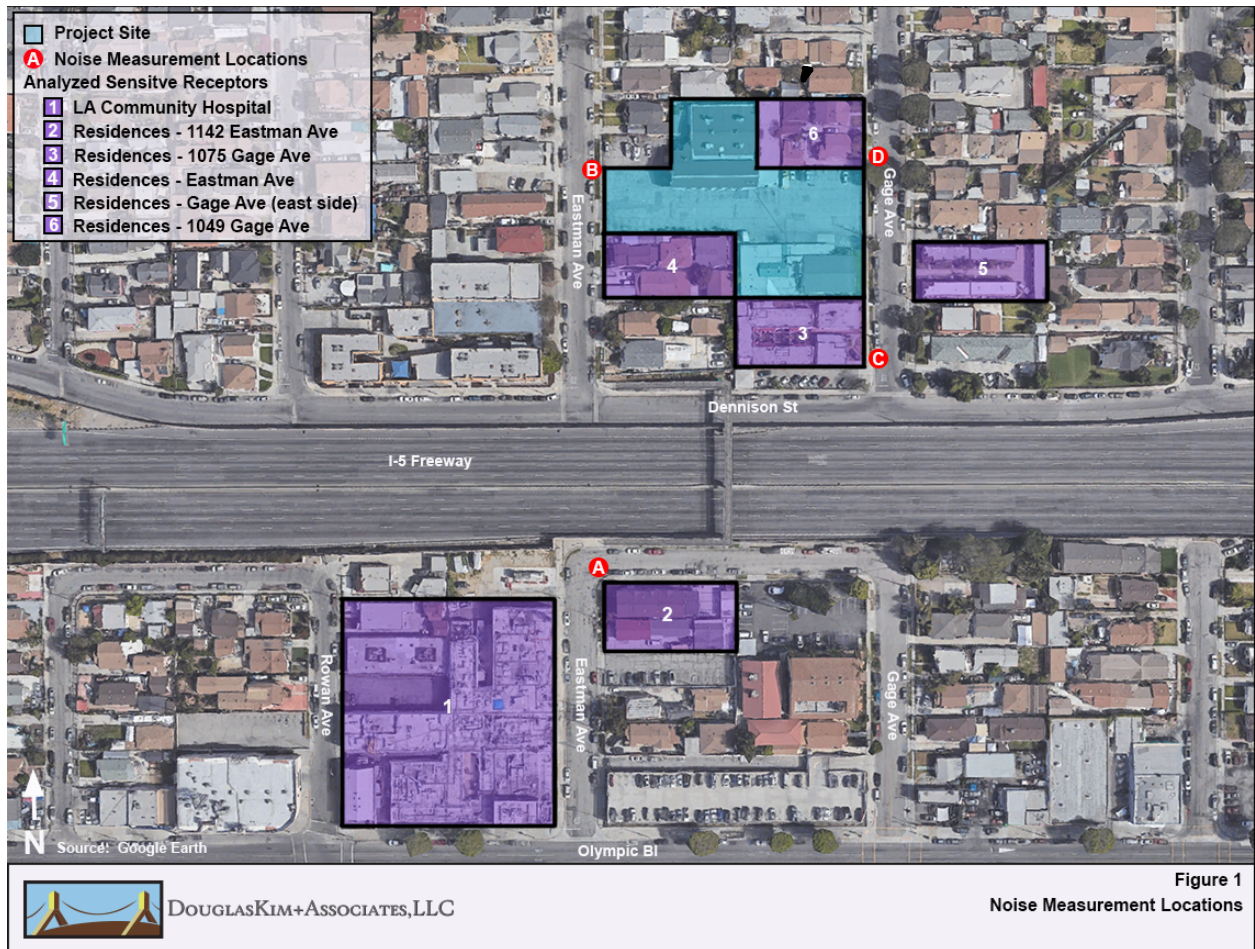 Project Site
A Noise Measurement Locations
Analyzed Sensitve Receptors
1 LA Community Hospital
2 Residences - 1142 Eastman Ave
3 Residences - 1075 Gage Ave
4 Residences - Eastman Ave
5 Residences - Gage Ave (east side)
6 Residences - 1049 Gage Ave
6
B
D
Eastman Ave
Gage Ave
4
5
3
C
Dennison St
I-5 Freeway
A
2
Rowan Ave
1
Eastman Ave
Gage Ave
N
Source: Google Earth
Olympic Bl
DOUGLASKIM+ASSOCIATES,LLC
Figure 1
Noise Measurement Locations